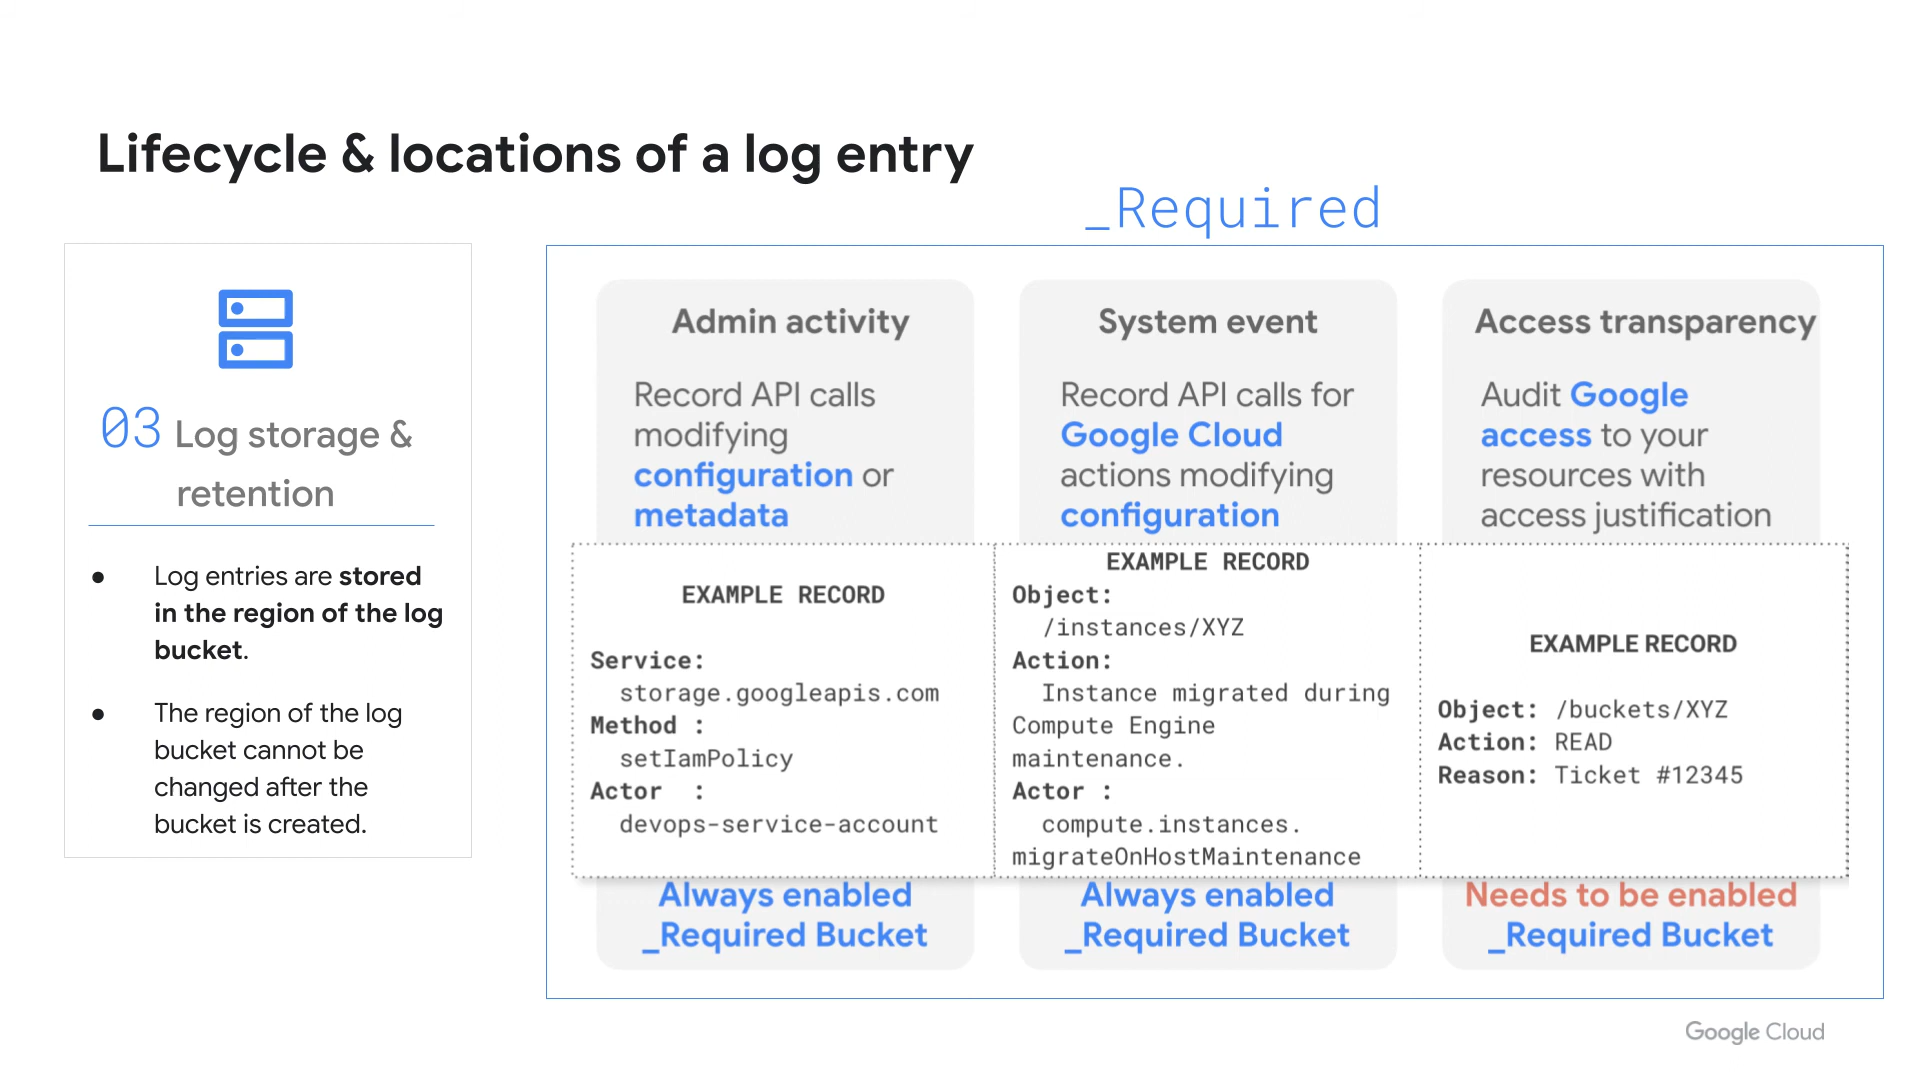 Lifecycle & locations of a log entry
_Required
03 Log storage &
retention
● Log entries are stored
in the region of the log
bucket.
● The region of the log
bucket cannot be
changed after the
bucket is created.
Admin activity
Record API calls
modifying
configuration or
metadata
EXAMPLE RECORD
Service:
storage.googleapis.com
Method :
setIamPolicy
Actor :
devops-service-account
Always enabled
_Required Bucket
System event
Record API calls for
Google Cloud
actions modifying
configuration
EXAMPLE RECORD
Object:
/instances/XYZ
Action:
Instance migrated during
Compute Engine
maintenance.
Actor :
compute.instances.
migrateOnHostMaintenance
Always enabled
_Required Bucket
Access transparency
Audit Google
access to your
resources with
access justification
EXAMPLE RECORD
Object: /buckets/XYZ
Action: READ
Reason: Ticket #12345
Needs to be enabled
_Required Bucket
Google Cloud